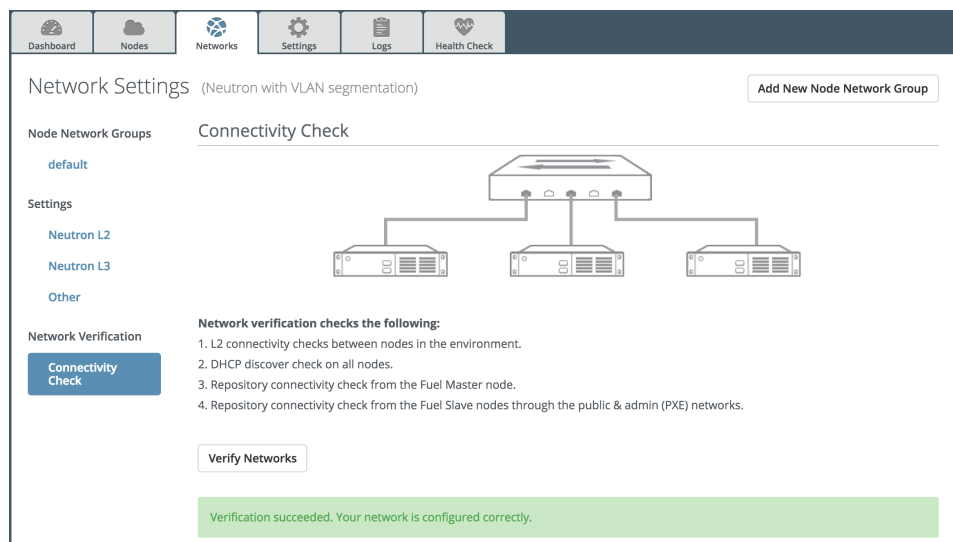 Dashboard
Nodes
Networks
Settings
Logs
Health Check
Network Settings (Neutron with VLAN segmentation)
Add New Node Network Group
Node Network Groups
default
Settings
Neutron L2
Neutron L3
Other
Network Verification
Connectivity
Check
Connectivity Check
Network verification checks the following:
1. L2 connectivity checks between nodes in the environment.
2. DHCP discover check on all nodes.
3. Repository connectivity check from the Fuel Master node.
4. Repository connectivity check from the Fuel Slave nodes through the public & admin (PXE) networks.
Verify Networks
Verification succeeded. Your network is configured correctly.